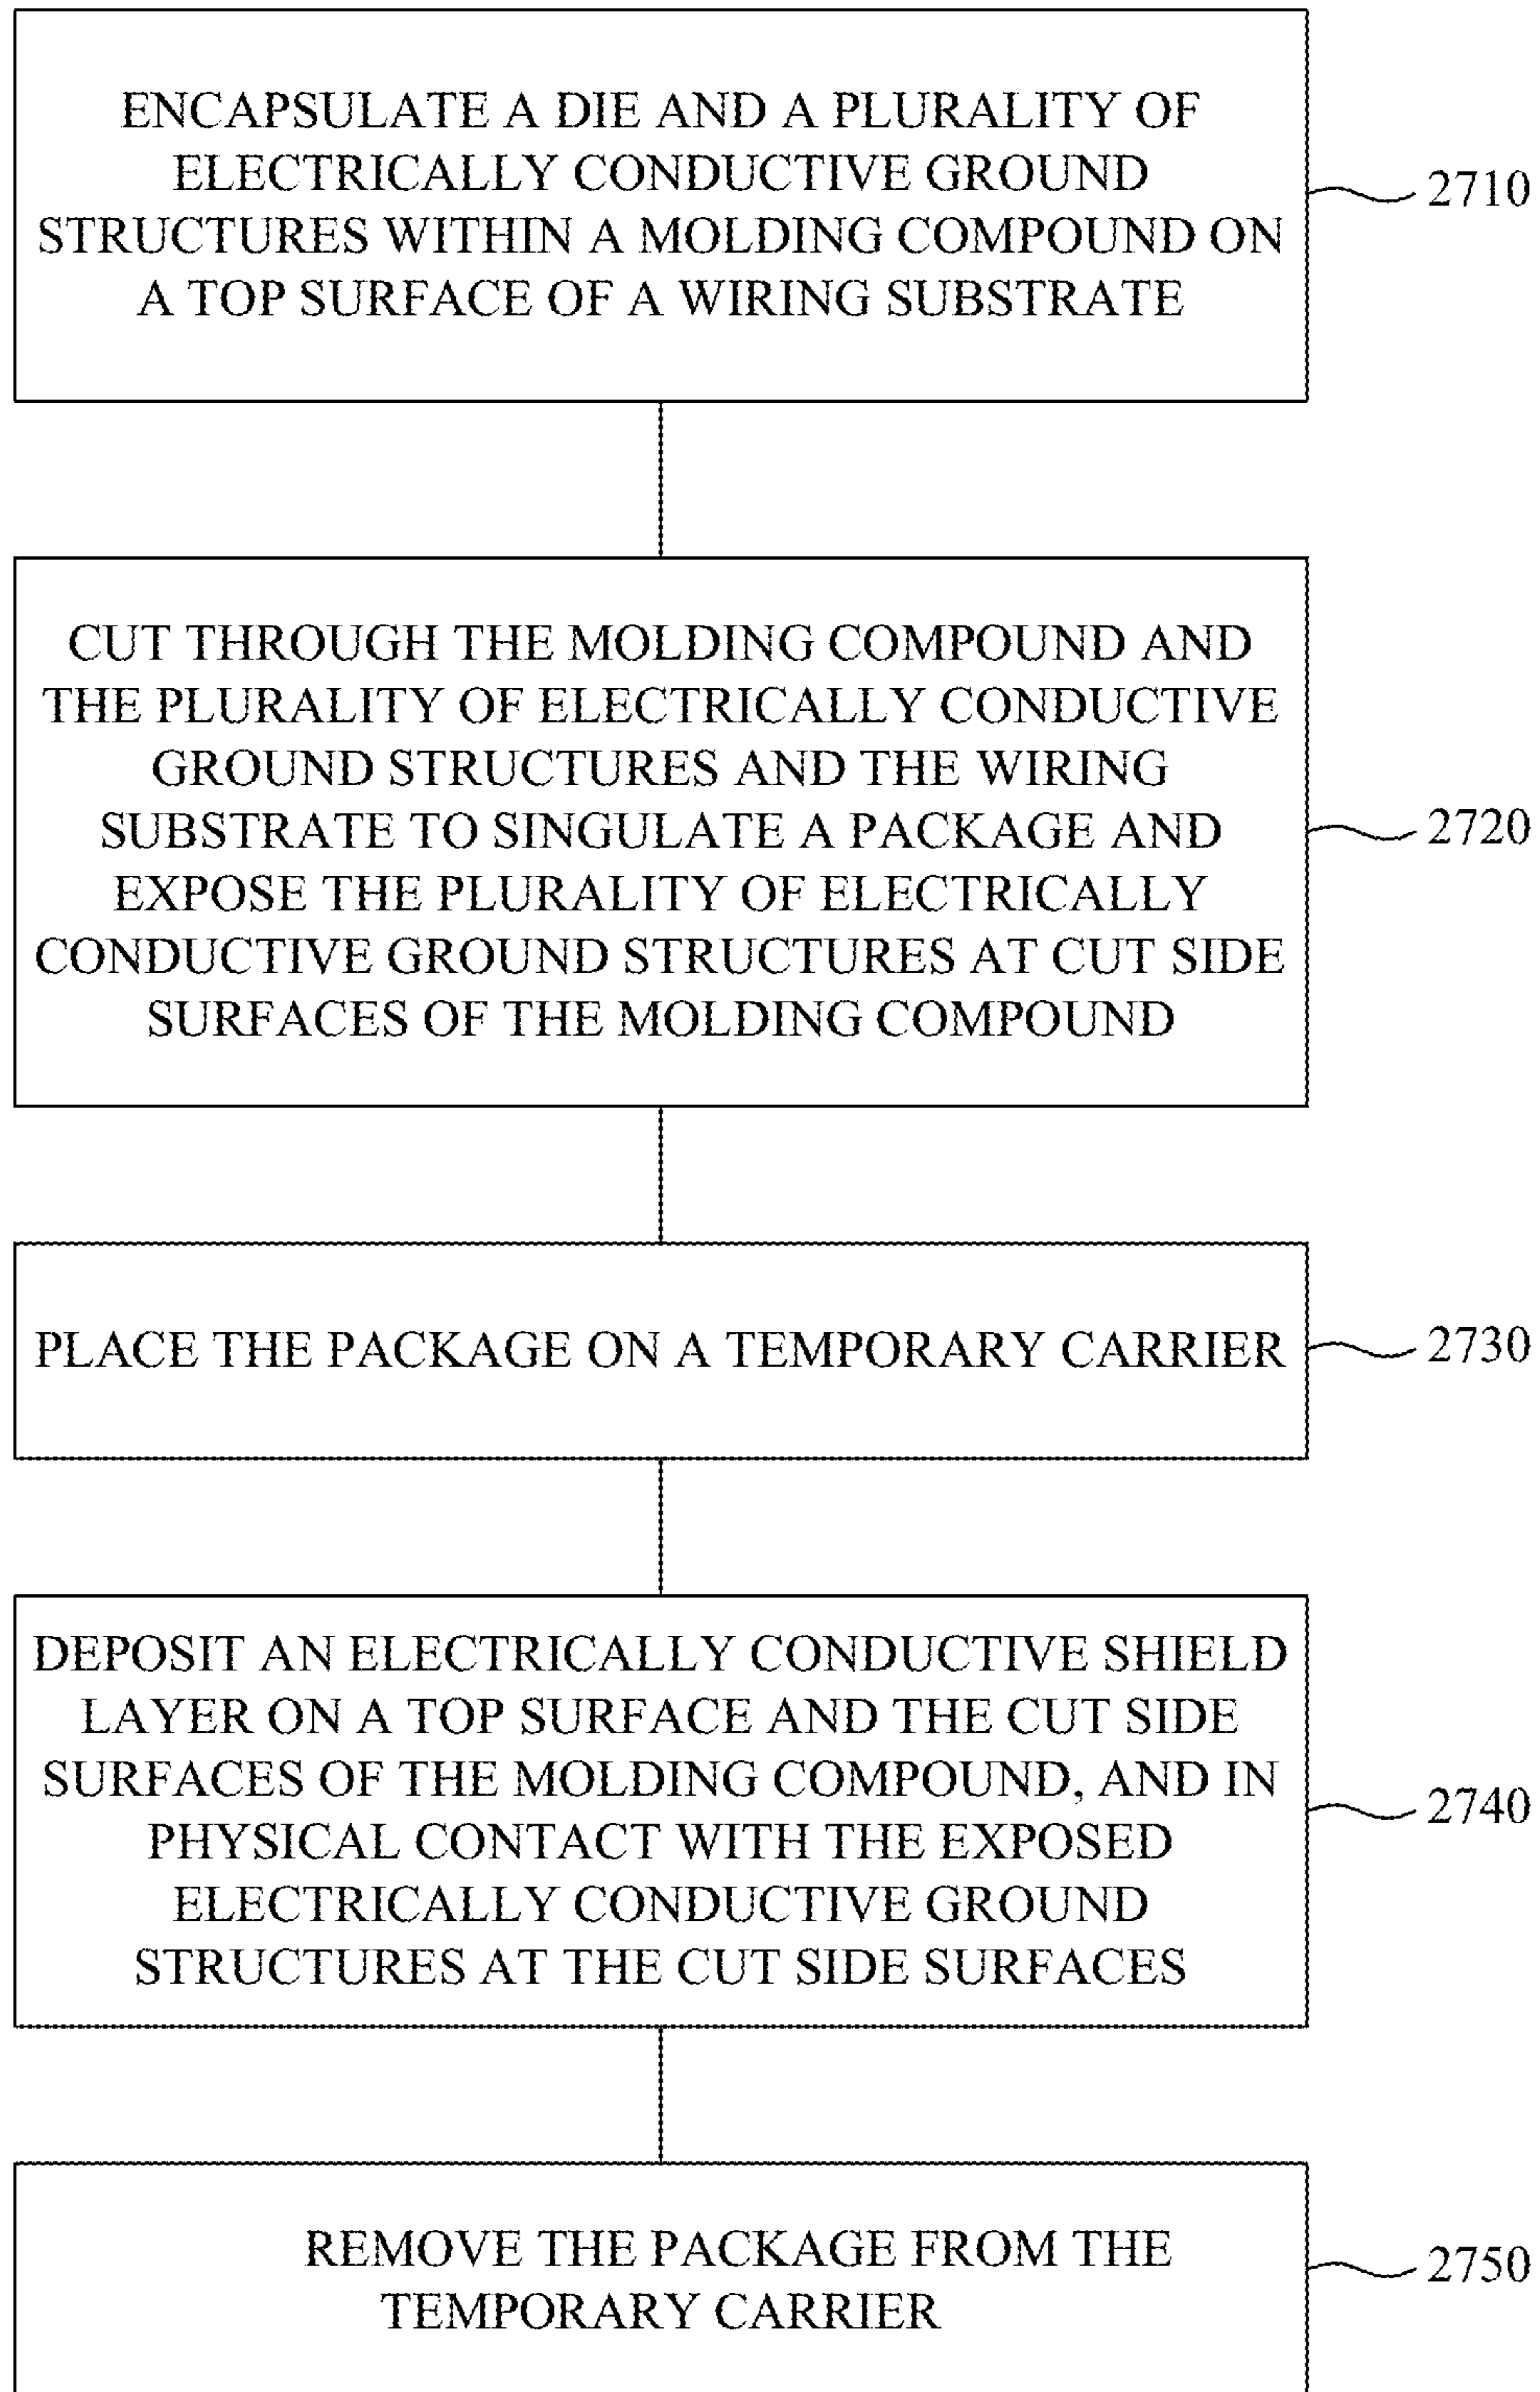 ENCAPSULATE A DIE AND A PLURALITY OF
ELECTRICALLY CONDUCTIVE GROUND
STRUCTURES WITHIN A MOLDING COMPOUND ON
A TOP SURFACE OF A WIRING SUBSTRATE
2710
CUT THROUGH THE MOLDING COMPOUND AND
THE PLURALITY OF ELECTRICALLY CONDUCTIVE
GROUND STRUCTURES AND THE WIRING
SUBSTRATE TO SINGULATE A PACKAGE AND
EXPOSE THE PLURALITY OF ELECTRICALLY
CONDUCTIVE GROUND STRUCTURES AT CUT SIDE
SURFACES OF THE MOLDING COMPOUND
2720
PLACE THE PACKAGE ON A TEMPORARY CARRIER
2730
DEPOSIT AN ELECTRICALLY CONDUCTIVE SHIELD
LAYER ON A TOP SURFACE AND THE CUT SIDE
SURFACES OF THE MOLDING COMPOUND, AND IN
PHYSICAL CONTACT WITH THE EXPOSED
ELECTRICALLY CONDUCTIVE GROUND
STRUCTURES AT THE CUT SIDE SURFACES
2740
REMOVE THE PACKAGE FROM THE
TEMPORARY CARRIER
2750